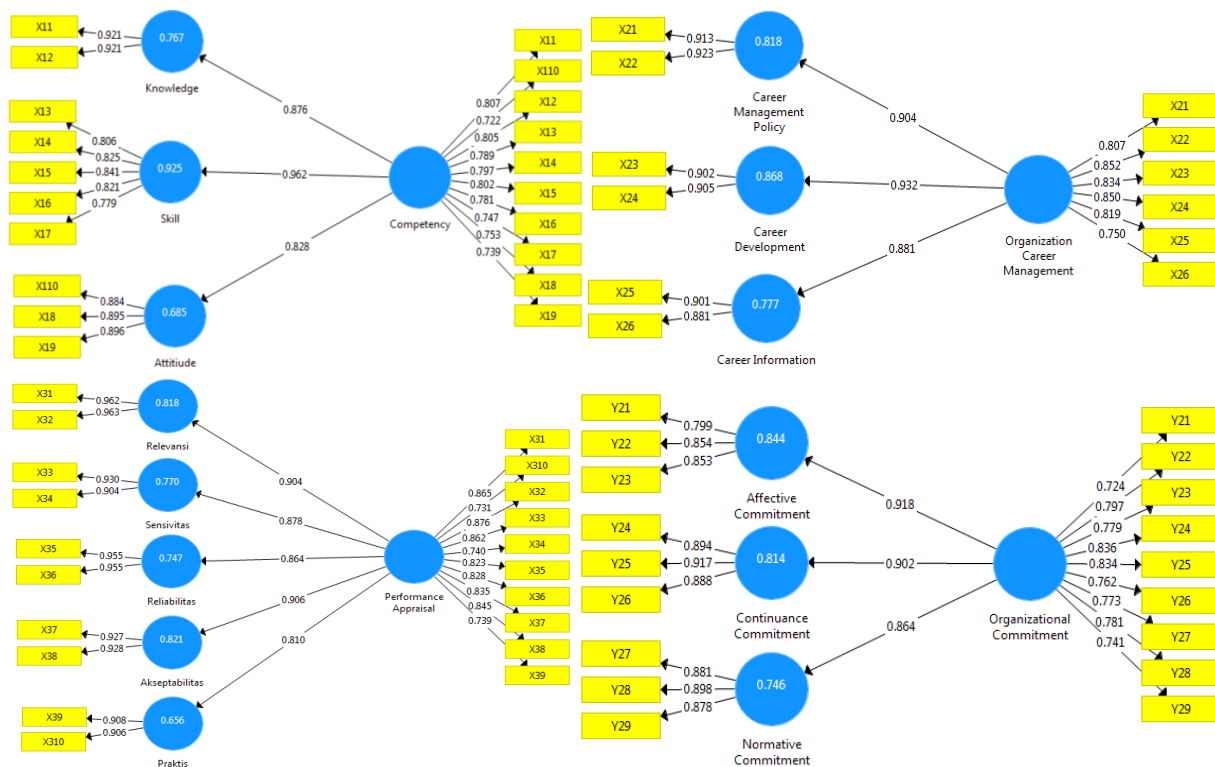 X11
X12
0.921
0.921
0.767
Knowledge
X13
X14
X15
X16
X17
0.806
0.825
0.841
0.821
0.779
0.925
Skill
X110
X18
X19
0.884
0.895
0.896
0.685
Attitiude
0.876
0.962
0.828
Competency
0.807
0.722
0.805
0.789
0.797
0.802
0.781
0.747
0.753
0.739
X11
X110
X12
X13
X14
X15
X16
X17
X18
X19
X21
X22
0.913
0.923
0.818
Career
Management
Policy
X23
X24
0.902
0.905
0.868
Career
Development
X25
X26
0.901
0.881
0.777
Career Information
0.904
0.932
0.881
Organization
Career
Management
0.807
0.852
0.834
0.850
0.819
0.750
X21
X22
X23
X24
X25
X26
X31
X32
0.962
0.963
0.818
Relevansi
X33
X34
0.930
0.904
0.770
Sensivitas
X35
X36
0.955
0.955
0.747
Reliabilitas
X37
X38
0.927
0.928
0.821
Akseptabilitas
X39
X310
0.908
0.906
0.656
Praktis
0.904
0.878
0.864
0.906
0.810
Performance
Appraisal
0.865
0.731
0.876
0.862
0.740
0.823
0.828
0.835
0.845
0.739
X31
X310
X32
X33
X34
X35
X36
X37
X38
X39
Y21
Y22
Y23
0.799
0.854
0.853
0.844
Affective
Commitment
Y24
Y25
Y26
0.894
0.917
0.888
0.814
Continuance
Commitment
Y27
Y28
Y29
0.881
0.898
0.878
0.746
Normative
Commitment
0.918
0.902
0.864
Organizational
Commitment
0.724
0.797
0.779
0.836
0.834
0.762
0.773
0.781
0.741
Y21
Y22
Y23
Y24
Y25
Y26
Y27
Y28
Y29